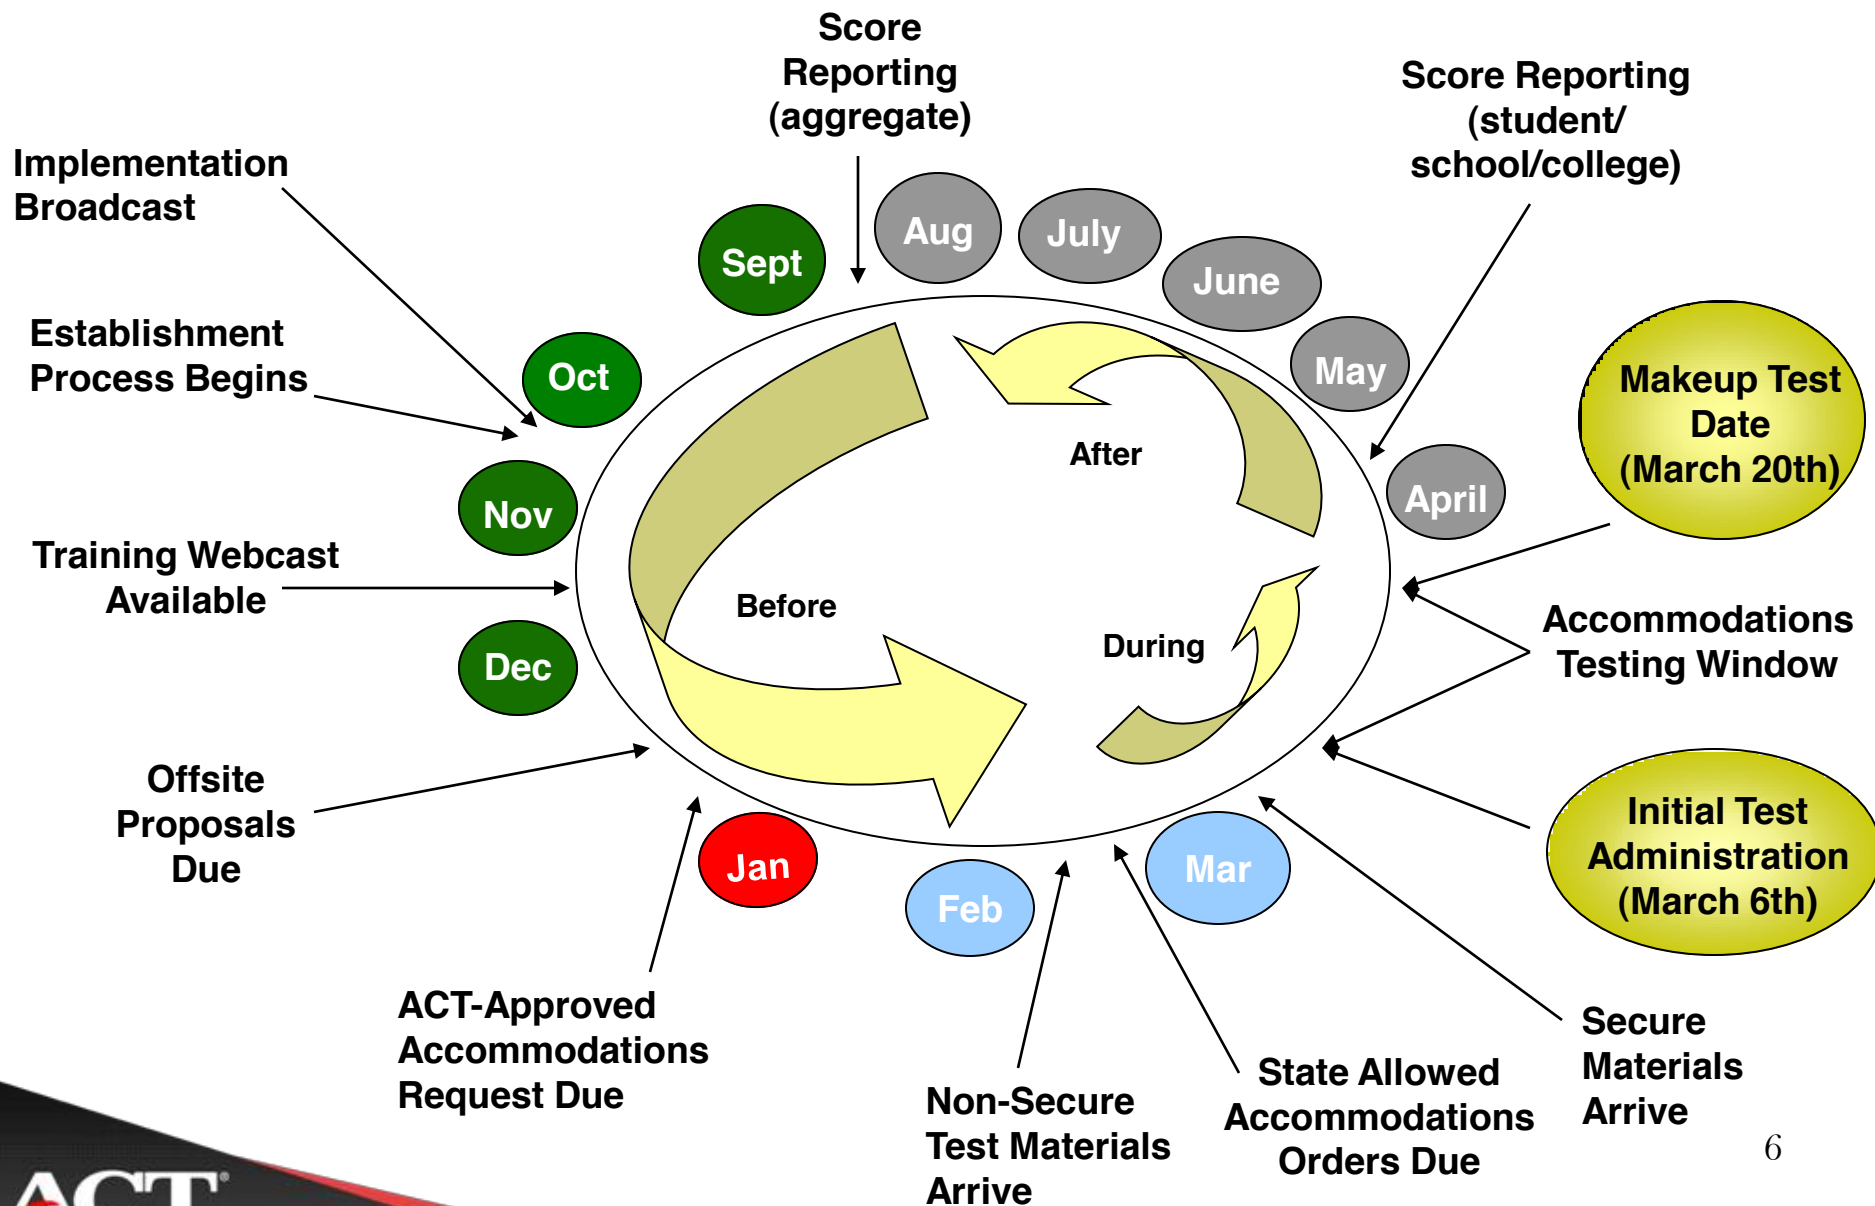 Score
Reporting
(aggregate)
Score Reporting
(student/
school/college)
Implementation
Broadcast
Establishment
Process Begins
Training Webcast
Available
Offsite
Proposals
Due
ACT-Approved
Accommodations
Request Due
Non-Secure
Test Materials
Arrive
State Allowed
Accommodations
Orders Due
Secure
Materials
Arrive
Initial Test
Administration
(March 6th)
Accommodations
Testing Window
Makeup Test
Date
(March 20th)
Sept
Oct
Nov
Dec
Jan
Feb
Mar
April
May
June
July
Aug
Before
During
After
ACT®
6